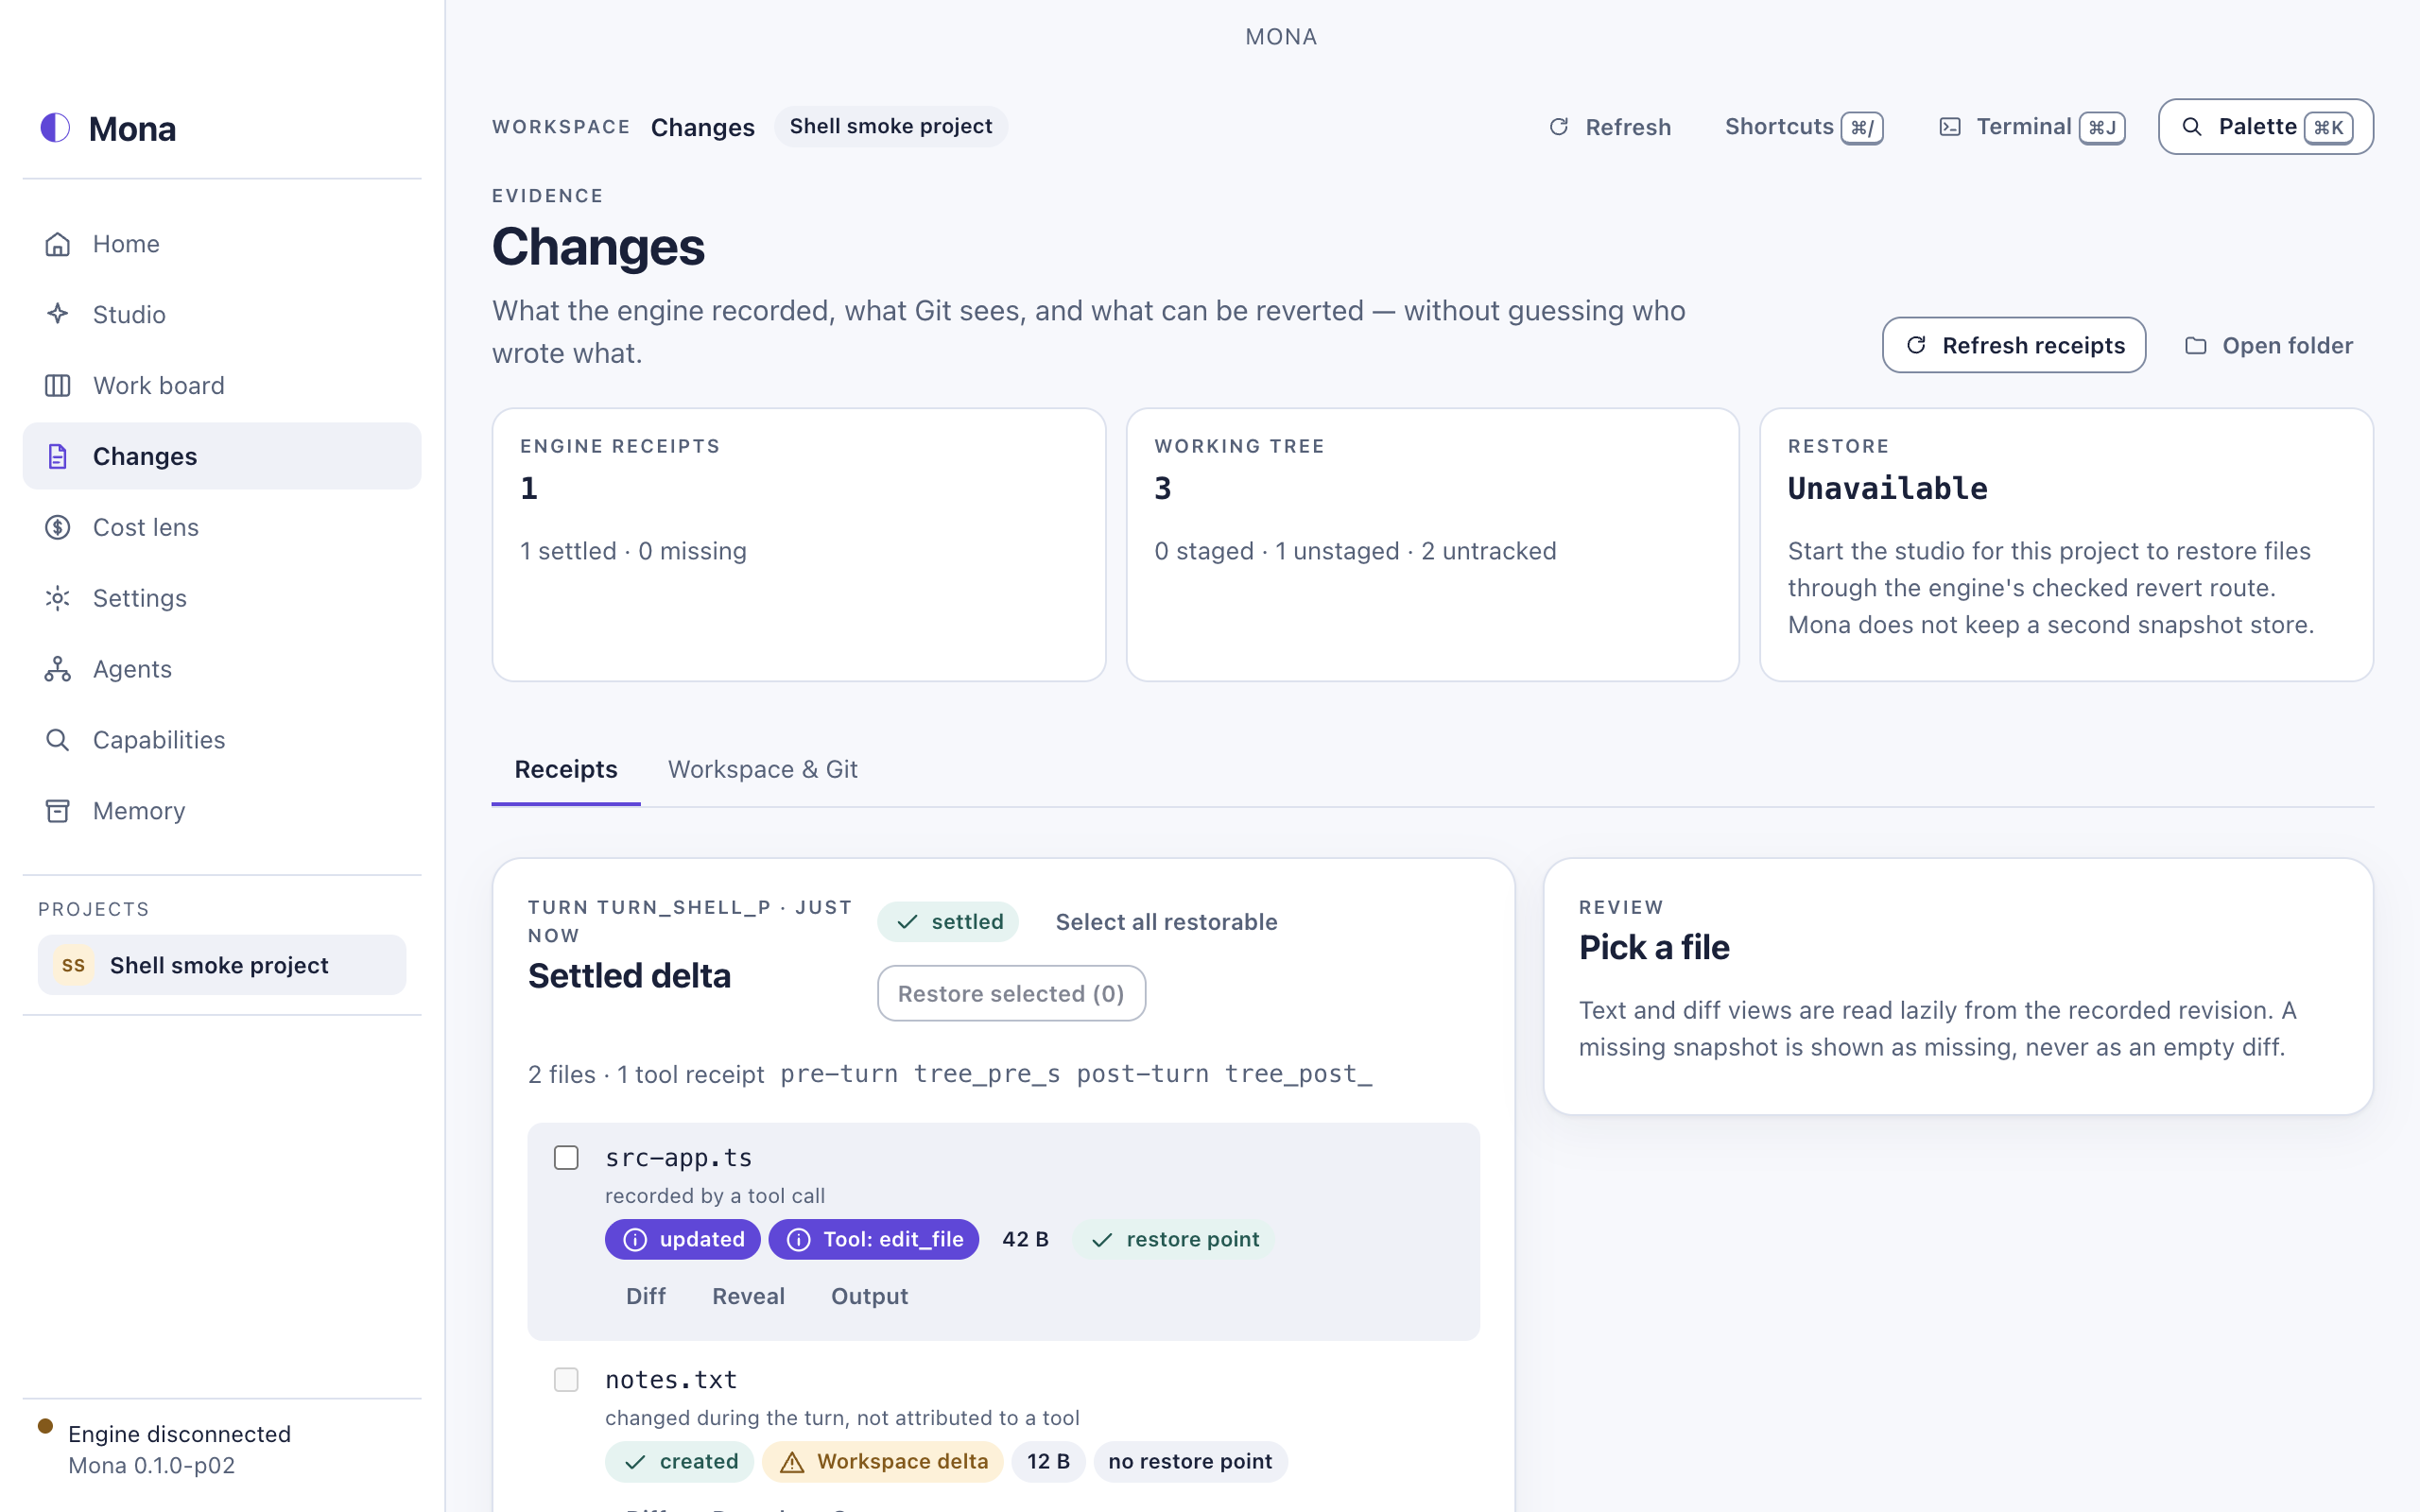 MONA
Mona
Home
Studio
Work board
Changes
Cost lens
Settings
Agents
Capabilities
Memory
PROJECTS
SS Shell smoke project
Engine disconnected
Mona 0.1.0-p02
WORKSPACE Changes Shell smoke project
Refresh Shortcuts ⌘/ Terminal ⌘J Palette ⌘K
EVIDENCE
Changes
What the engine recorded, what Git sees, and what can be reverted — without guessing who
wrote what.
Refresh receipts Open folder
ENGINE RECEIPTS
1
1 settled · 0 missing
WORKING TREE
3
0 staged · 1 unstaged · 2 untracked
RESTORE
Unavailable
Start the studio for this project to restore files
through the engine's checked revert route.
Mona does not keep a second snapshot store.
Receipts Workspace & Git
TURN TURN_SHELL_P · JUST
NOW
Settled delta
settled Select all restorable
Restore selected (0)
2 files · 1 tool receipt pre-turn tree_pre_s post-turn tree_post_
src-app.ts
recorded by a tool call
updated Tool: edit_file 42 B restore point
Diff Reveal Output
notes.txt
changed during the turn, not attributed to a tool
created Workspace delta 12 B no restore point
REVIEW
Pick a file
Text and diff views are read lazily from the recorded revision. A
missing snapshot is shown as missing, never as an empty diff.